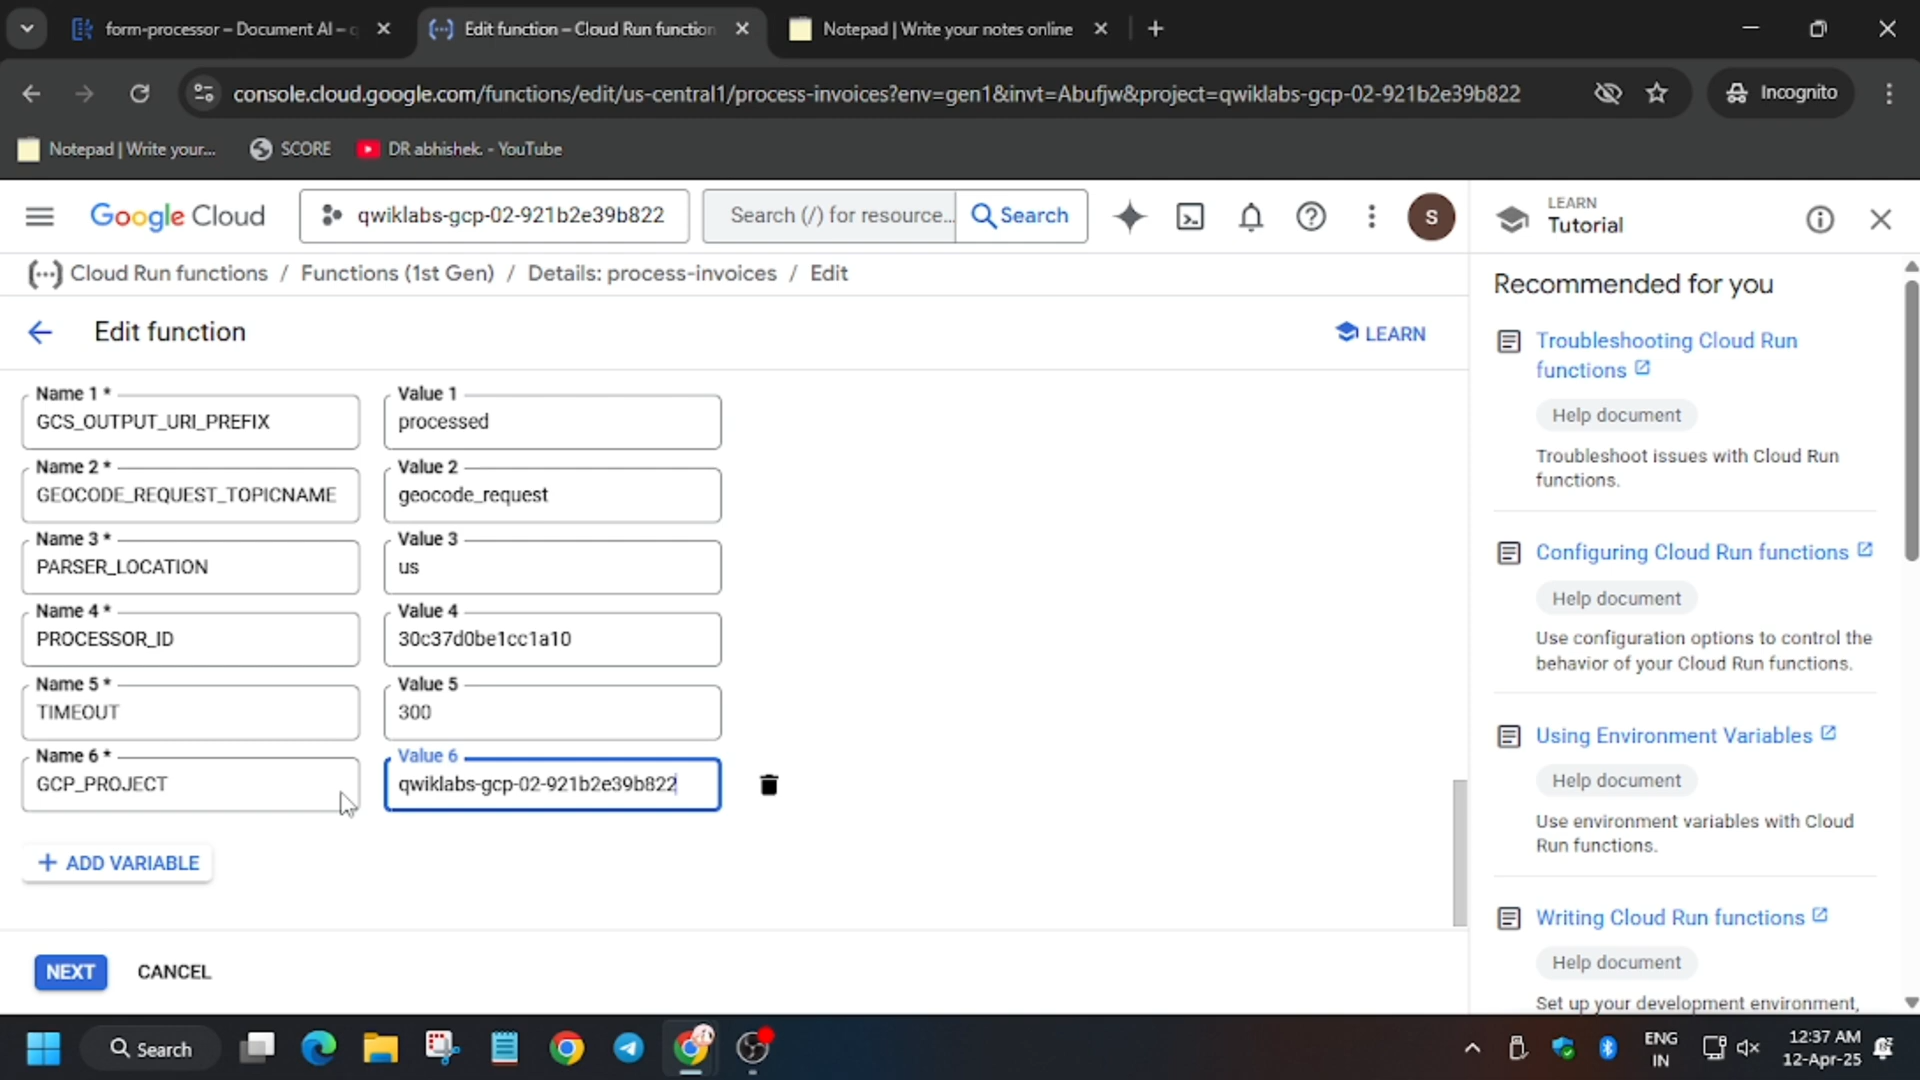 form-processor – Document AI – q
Edit function – Cloud Run function
Notepad | Write your notes online
console.cloud.google.com/functions/edit/us-central1/process-invoices?env=gen1&invt=Abufjw&project=qwiklabs-gcp-02-921b2e39b822
Incognito
Notepad | Write your...
SCORE
DR abhishek. - YouTube
Google Cloud
qwiklabs-gcp-02-921b2e39b822
Search (/) for resource...
Search
S
LEARN
Tutorial
Cloud Run functions / Functions (1st Gen) / Details: process-invoices / Edit
Edit function
LEARN
Name 1 *
GCS_OUTPUT_URI_PREFIX
Value 1
processed
Name 2 *
GEOCODE_REQUEST_TOPICNAME
Value 2
geocode_request
Name 3 *
PARSER_LOCATION
Value 3
us
Name 4 *
PROCESSOR_ID
Value 4
30c37d0be1cc1a10
Name 5 *
TIMEOUT
Value 5
300
Name 6 *
GCP_PROJECT
Value 6
qwiklabs-gcp-02-921b2e39b822
+ ADD VARIABLE
NEXT
CANCEL
Recommended for you
Troubleshooting Cloud Run
functions
Help document
Troubleshoot issues with Cloud Run
functions.
Configuring Cloud Run functions
Help document
Use configuration options to control the
behavior of your Cloud Run functions.
Using Environment Variables
Help document
Use environment variables with Cloud
Run functions.
Writing Cloud Run functions
Help document
Set up your development environment,
Search
ENG
IN
12:37 AM
12-Apr-25